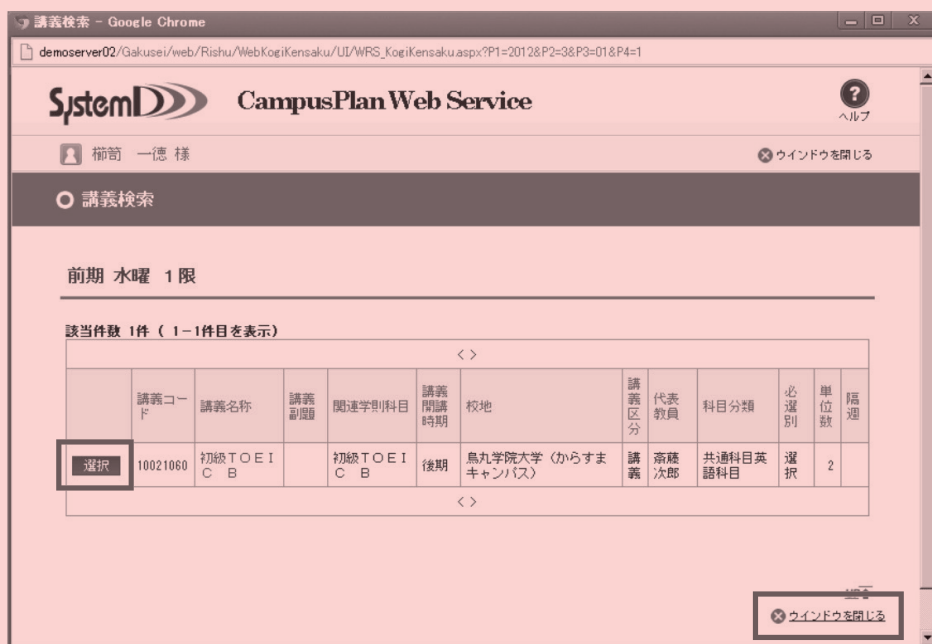 講義検索 - Google Chrome
demoserver02/Gakusei/web/Rishu/WebKogiKensaku/UI/WRS_KogiKensaku.aspx?P1=2012&P2=3&P3=01&P4=1
SystemD CampusPlan Web Service
?
ヘルプ
櫛笥 一徳 様
ウインドウを閉じる
講義検索
前期 水曜 1限
該当件数 1件 ( 1-1件目を表示)
< >
講義コード 講義名称 講義副題 関連学則科目 講義開講時期 校地 講義区分 代表教員 科目分類 必選別 単位数 隔週
選択 10021060 初級TOEIC B 初級TOEIC B 後期 烏丸学院大学(からすまキャンパス) 講義 斎藤次郎 共通科目英語科目 選択 2
< >
ウインドウを閉じる